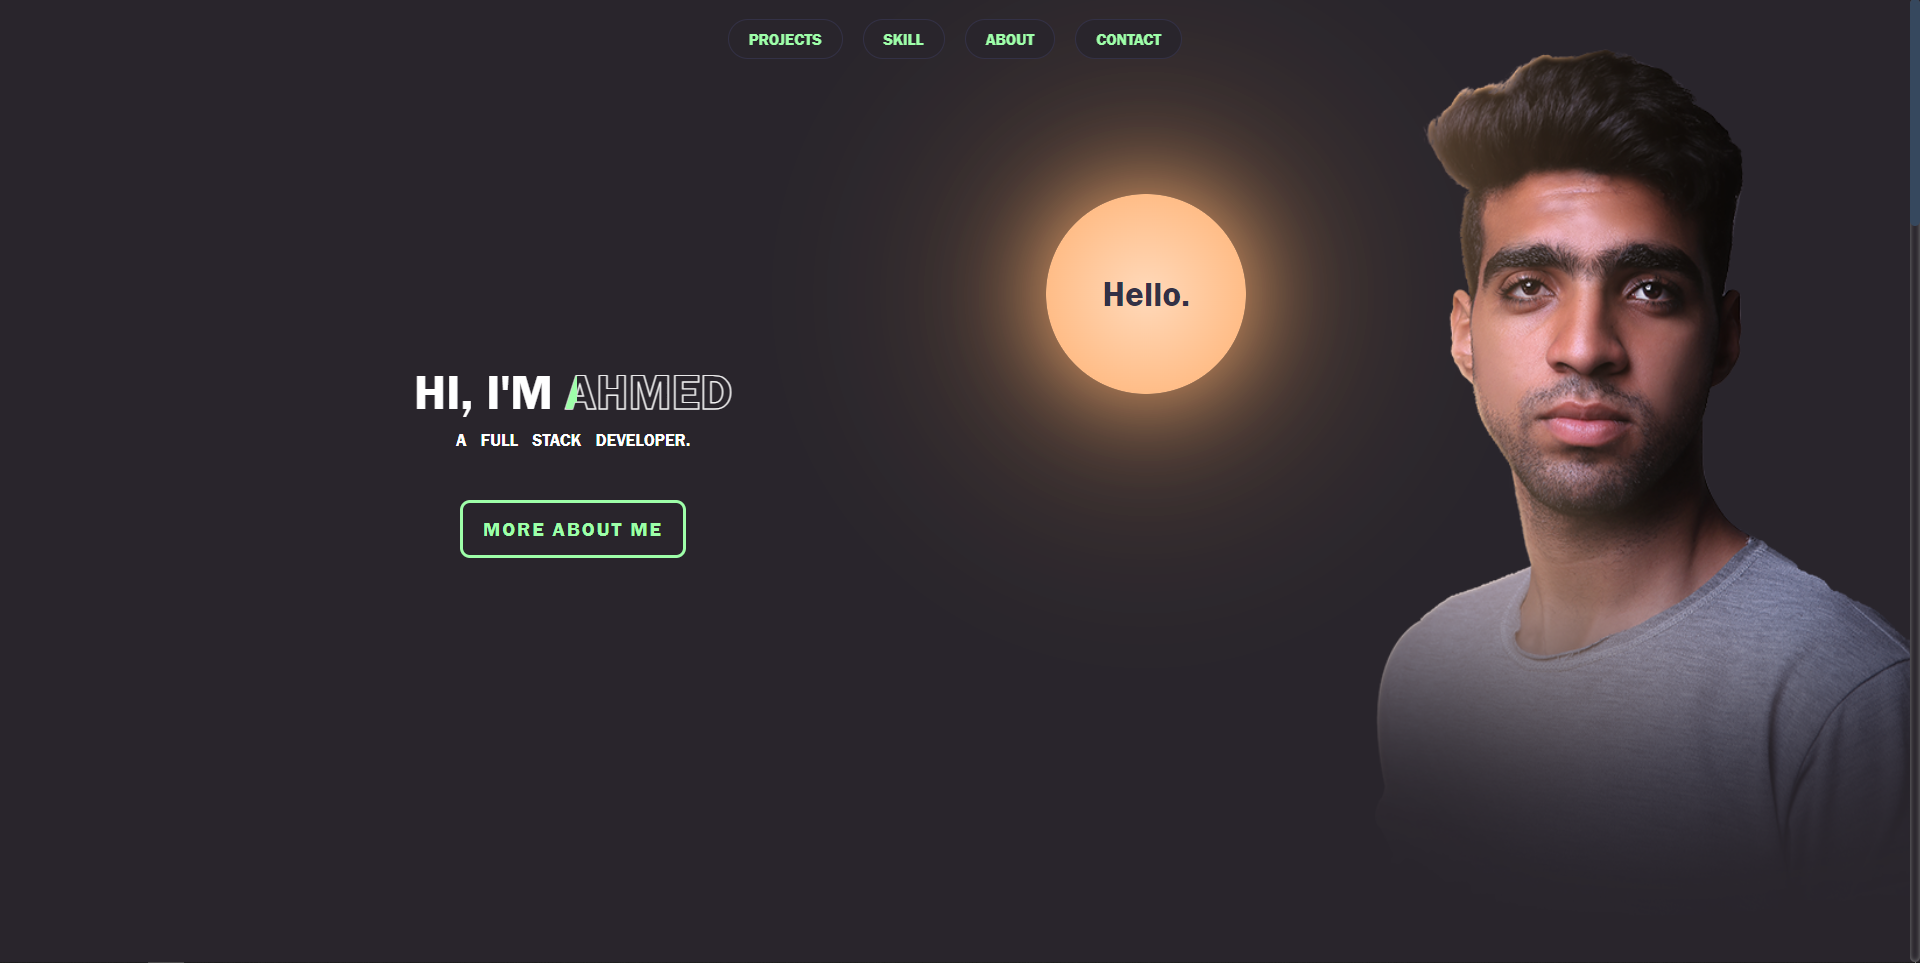 PROJECTS SKILL ABOUT CONTACT
Hello.
HI, I'M AHMED
A FULL STACK DEVELOPER.
MORE ABOUT ME